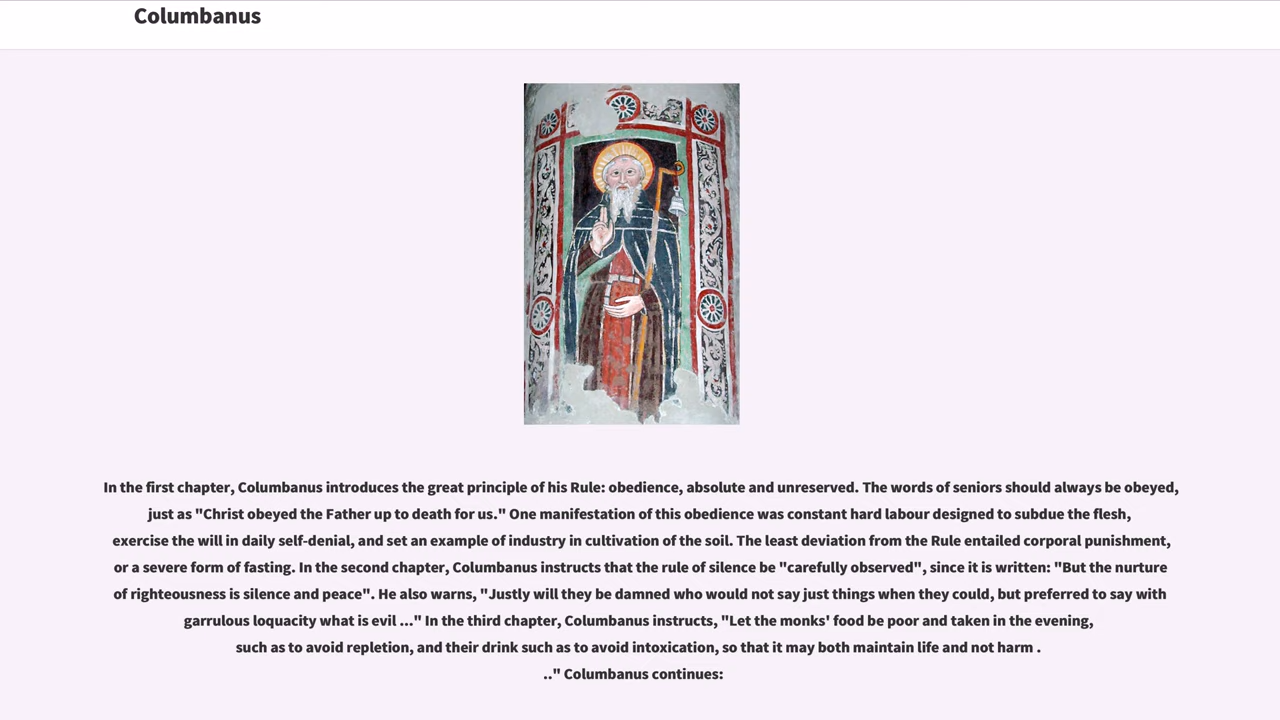 Columbanus
In the first chapter, Columbanus introduces the great principle of his Rule: obedience, absolute and unreserved. The words of seniors should always be obeyed,
just as "Christ obeyed the Father up to death for us." One manifestation of this obedience was constant hard labour designed to subdue the flesh,
exercise the will in daily self-denial, and set an example of industry in cultivation of the soil. The least deviation from the Rule entailed corporal punishment,
or a severe form of fasting. In the second chapter, Columbanus instructs that the rule of silence be "carefully observed", since it is written: "But the nurture
of righteousness is silence and peace". He also warns, "Justly will they be damned who would not say just things when they could, but preferred to say with
garrulous loquacity what is evil ..." In the third chapter, Columbanus instructs, "Let the monks' food be poor and taken in the evening,
such as to avoid repletion, and their drink such as to avoid intoxication, so that it may both maintain life and not harm .
.." Columbanus continues: